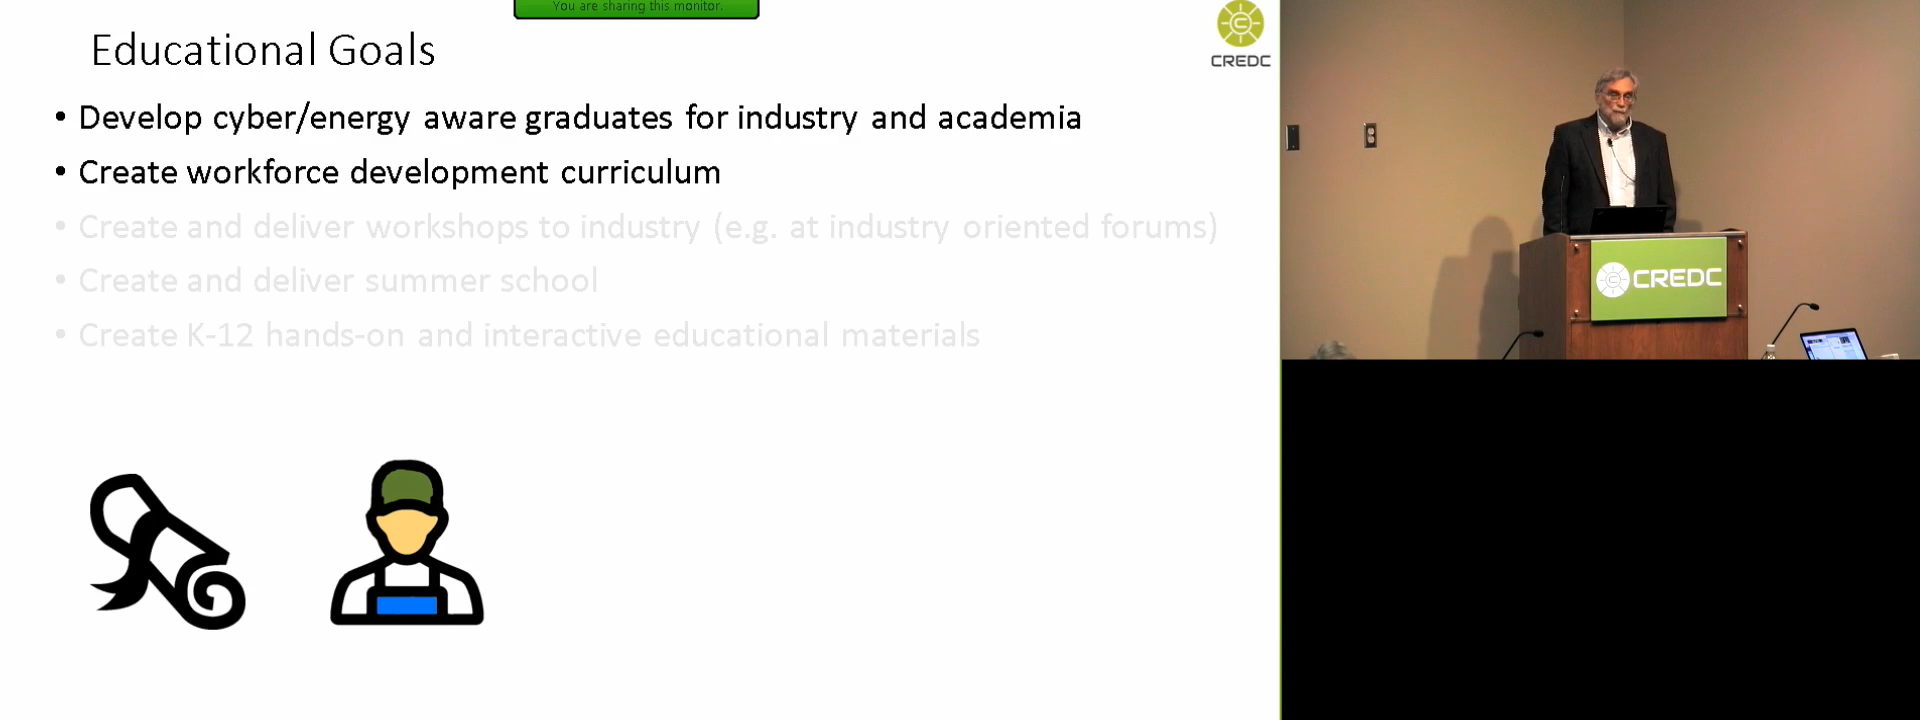 You are sharing this monitor.
Educational Goals
CREDC
• Develop cyber/energy aware graduates for industry and academia
• Create workforce development curriculum
• Create and deliver workshops to industry (e.g. at industry oriented forums)
• Create and deliver summer school
• Create K-12 hands-on and interactive educational materials
C CREDC